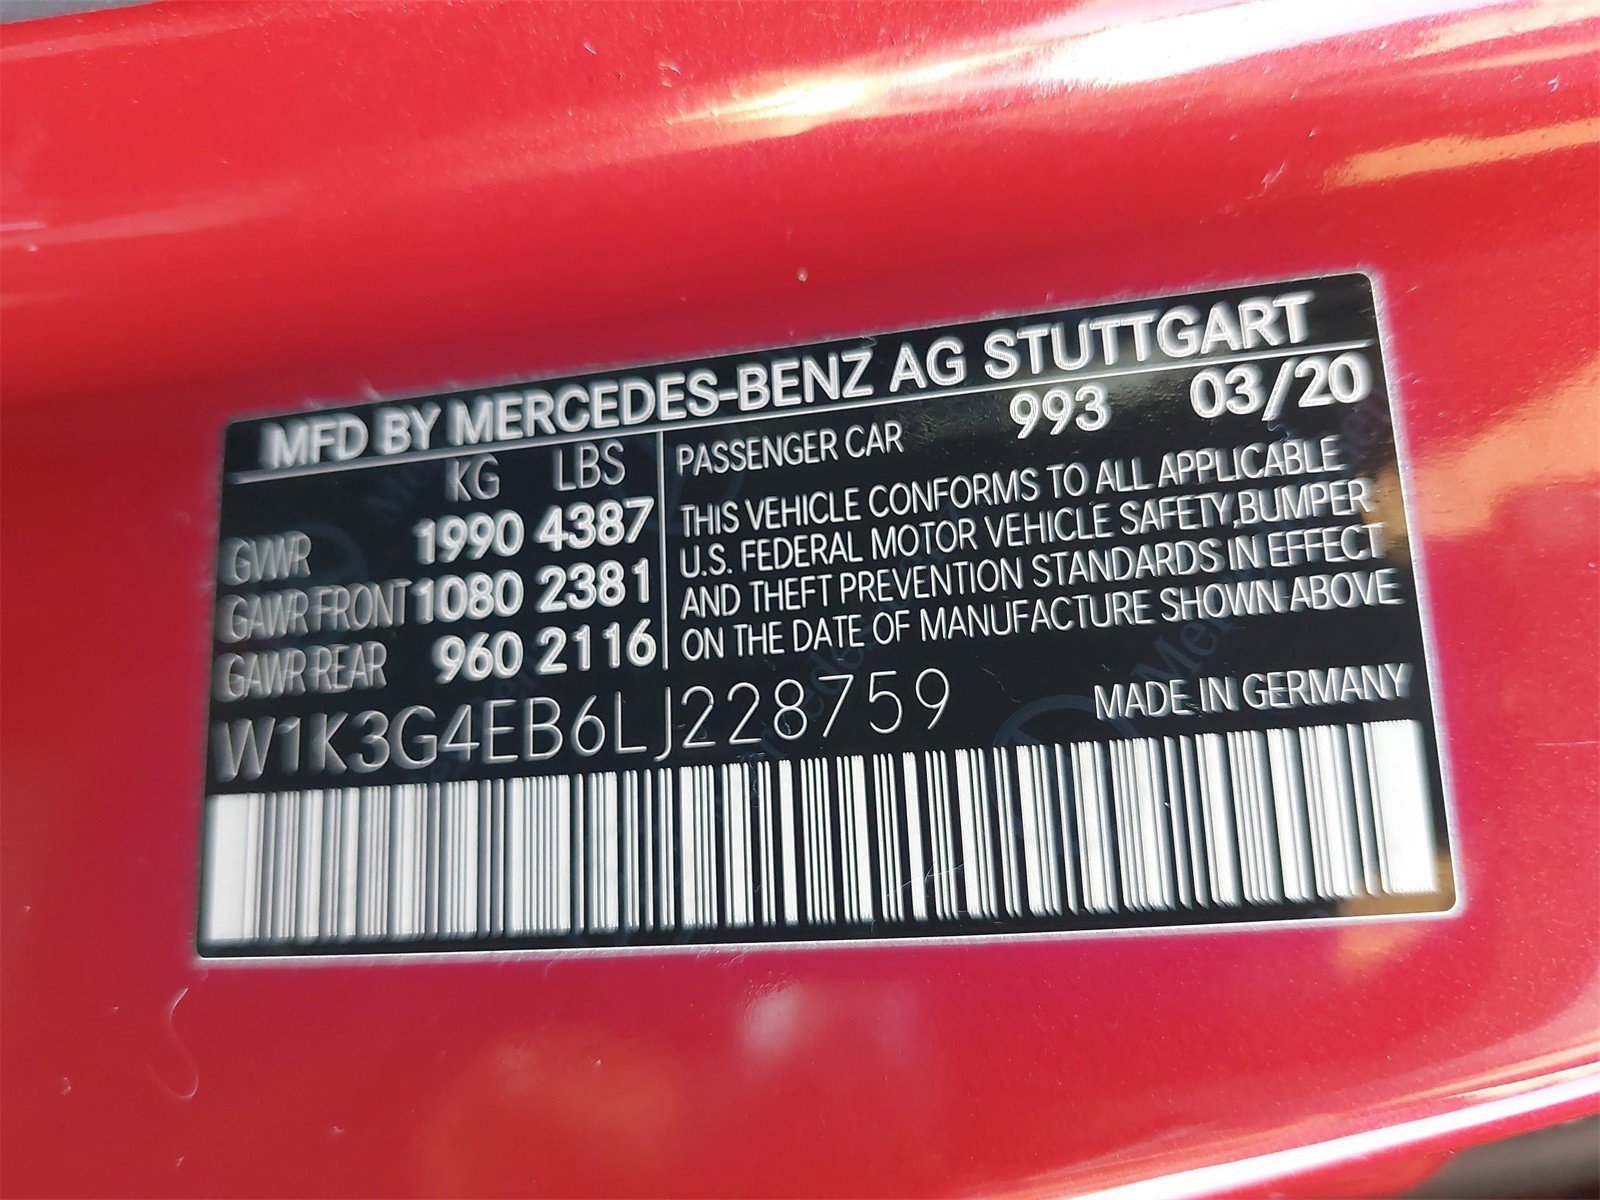 MFD BY MERCEDES-BENZ AG STUTTGART
KG LBS
GVWR 1990 4387
GAWR FRONT 1080 2381
GAWR REAR 960 2116
PASSENGER CAR 993 03/20
THIS VEHICLE CONFORMS TO ALL APPLICABLE
U.S. FEDERAL MOTOR VEHICLE SAFETY,BUMPER
AND THEFT PREVENTION STANDARDS IN EFFECT
ON THE DATE OF MANUFACTURE SHOWN ABOVE
W1K3G4EB6LJ228759
MADE IN GERMANY